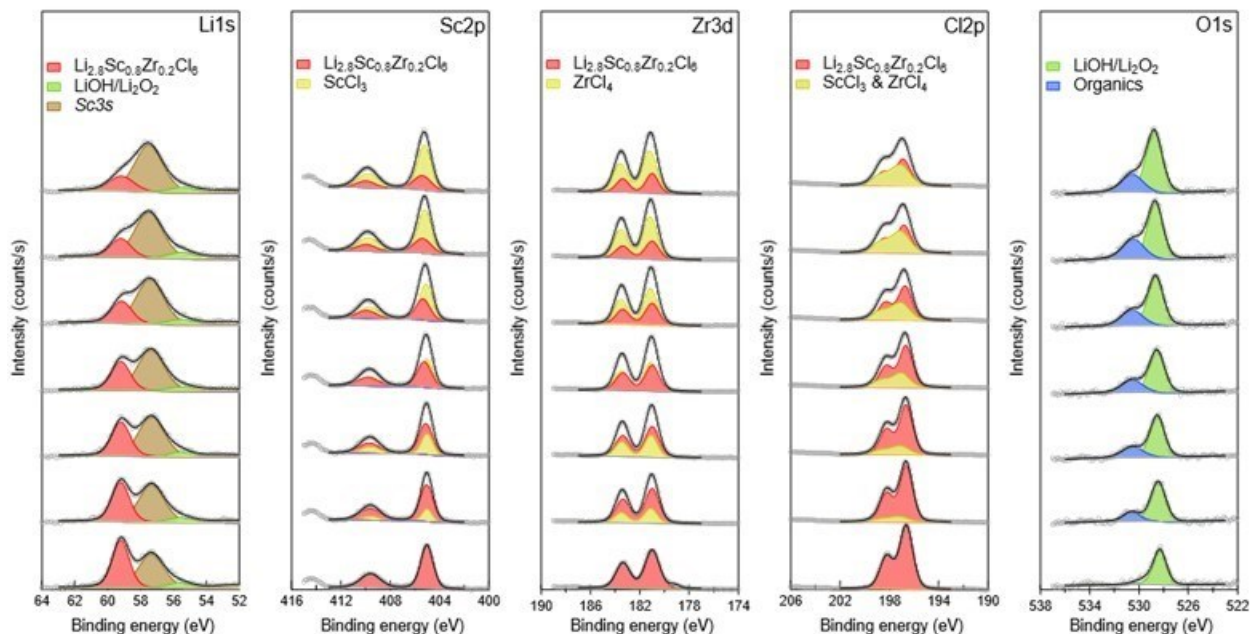 Li1s
Li2.8Sc0.8Zr0.2Cl6
LiOH/Li2O2
Sc3s
Intensity (counts/s)
64 62 60 58 56 54 52
Binding energy (eV)
Sc2p
Li2.8Sc0.8Zr0.2Cl6
ScCl3
Intensity (counts/s)
416 412 408 404 400
Binding energy (eV)
Zr3d
Li2.8Sc0.8Zr0.2Cl6
ZrCl4
Intensity (counts/s)
190 186 182 178 174
Binding energy (eV)
Cl2p
Li2.8Sc0.8Zr0.2Cl6
ScCl3 & ZrCl4
Intensity (counts/s)
206 202 198 194 190
Binding energy (eV)
O1s
LiOH/Li2O2
Organics
Intensity (counts/s)
538 534 530 526 522
Binding energy (eV)